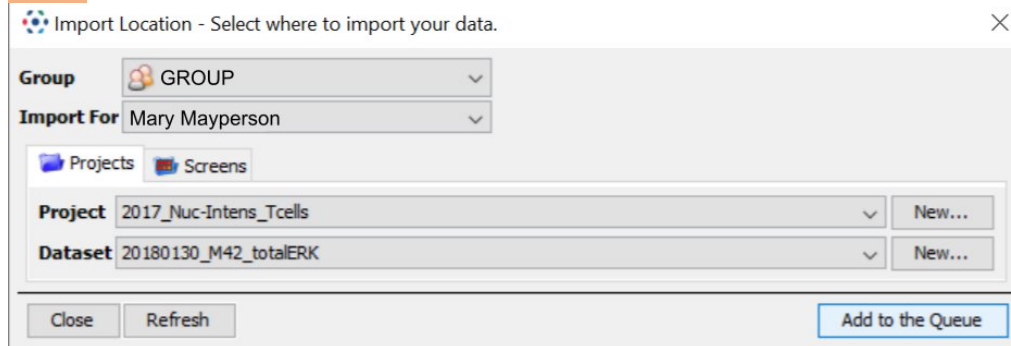 Import Location - Select where to import your data.
Group GROUP
Import For Mary Mayperson
Projects Screens
Project 2017_Nuc-Intens_Tcells New...
Dataset 20180130_M42_totalERK New...
Close Refresh Add to the Queue